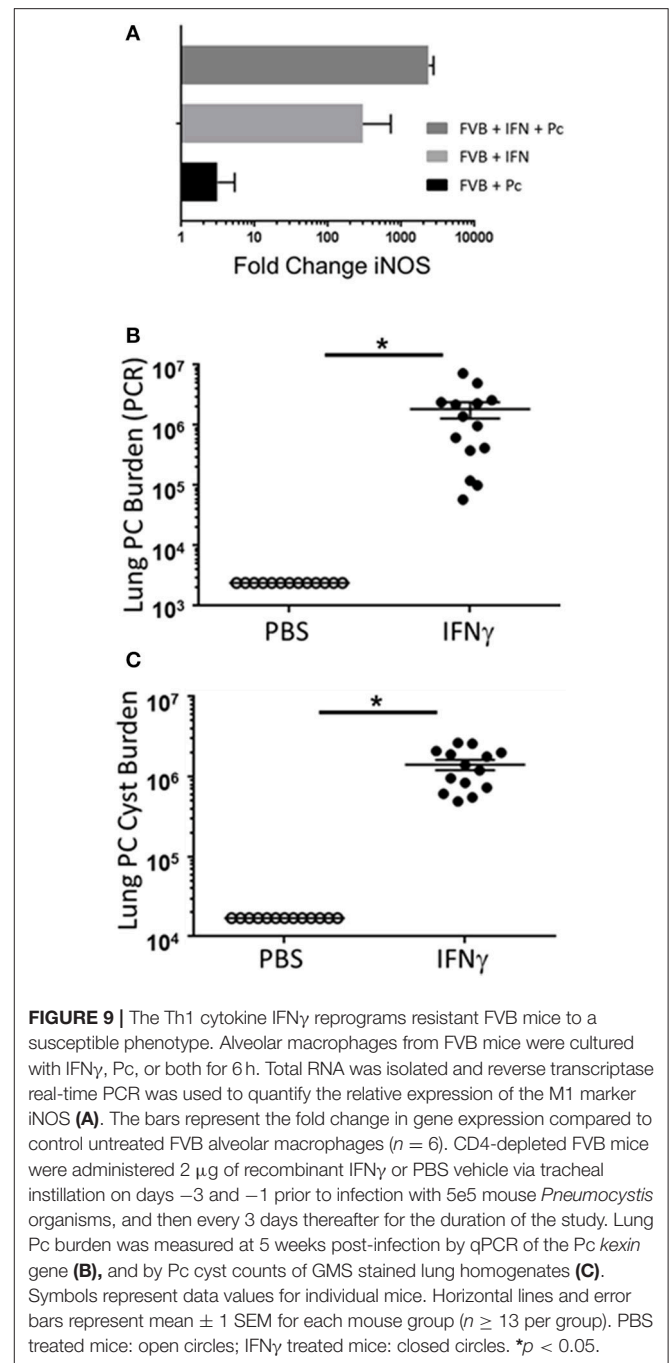 A
FVB + IFN + Pc
FVB + IFN
FVB + Pc
1 10 100 1000 10000
Fold Change iNOS
B
*
Lung PC Burden (PCR)
10⁷
10⁶
10⁵
10⁴
10³
PBS IFNγ
C
*
Lung PC Cyst Burden
10⁷
10⁶
10⁵
10⁴
PBS IFNγ
FIGURE 9 | The Th1 cytokine IFNγ reprograms resistant FVB mice to a
susceptible phenotype. Alveolar macrophages from FVB mice were cultured
with IFNγ, Pc, or both for 6 h. Total RNA was isolated and reverse transcriptase
real-time PCR was used to quantify the relative expression of the M1 marker
iNOS (A). The bars represent the fold change in gene expression compared to
control untreated FVB alveolar macrophages (n = 6). CD4-depleted FVB mice
were administered 2 μg of recombinant IFNγ or PBS vehicle via tracheal
instillation on days −3 and −1 prior to infection with 5e5 mouse Pneumocystis
organisms, and then every 3 days thereafter for the duration of the study. Lung
Pc burden was measured at 5 weeks post-infection by qPCR of the Pc kexin
gene (B), and by Pc cyst counts of GMS stained lung homogenates (C).
Symbols represent data values for individual mice. Horizontal lines and error
bars represent mean ± 1 SEM for each mouse group (n ≥ 13 per group). PBS
treated mice: open circles; IFNγ treated mice: closed circles. *p < 0.05.